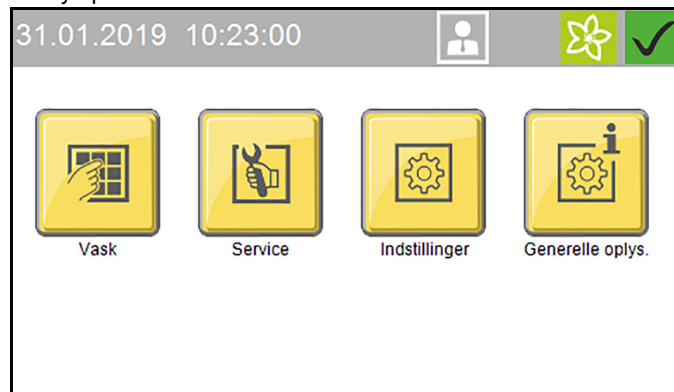 31.01.2019 10:23:00
Vask
Service
Indstillinger
Generelle oplys.